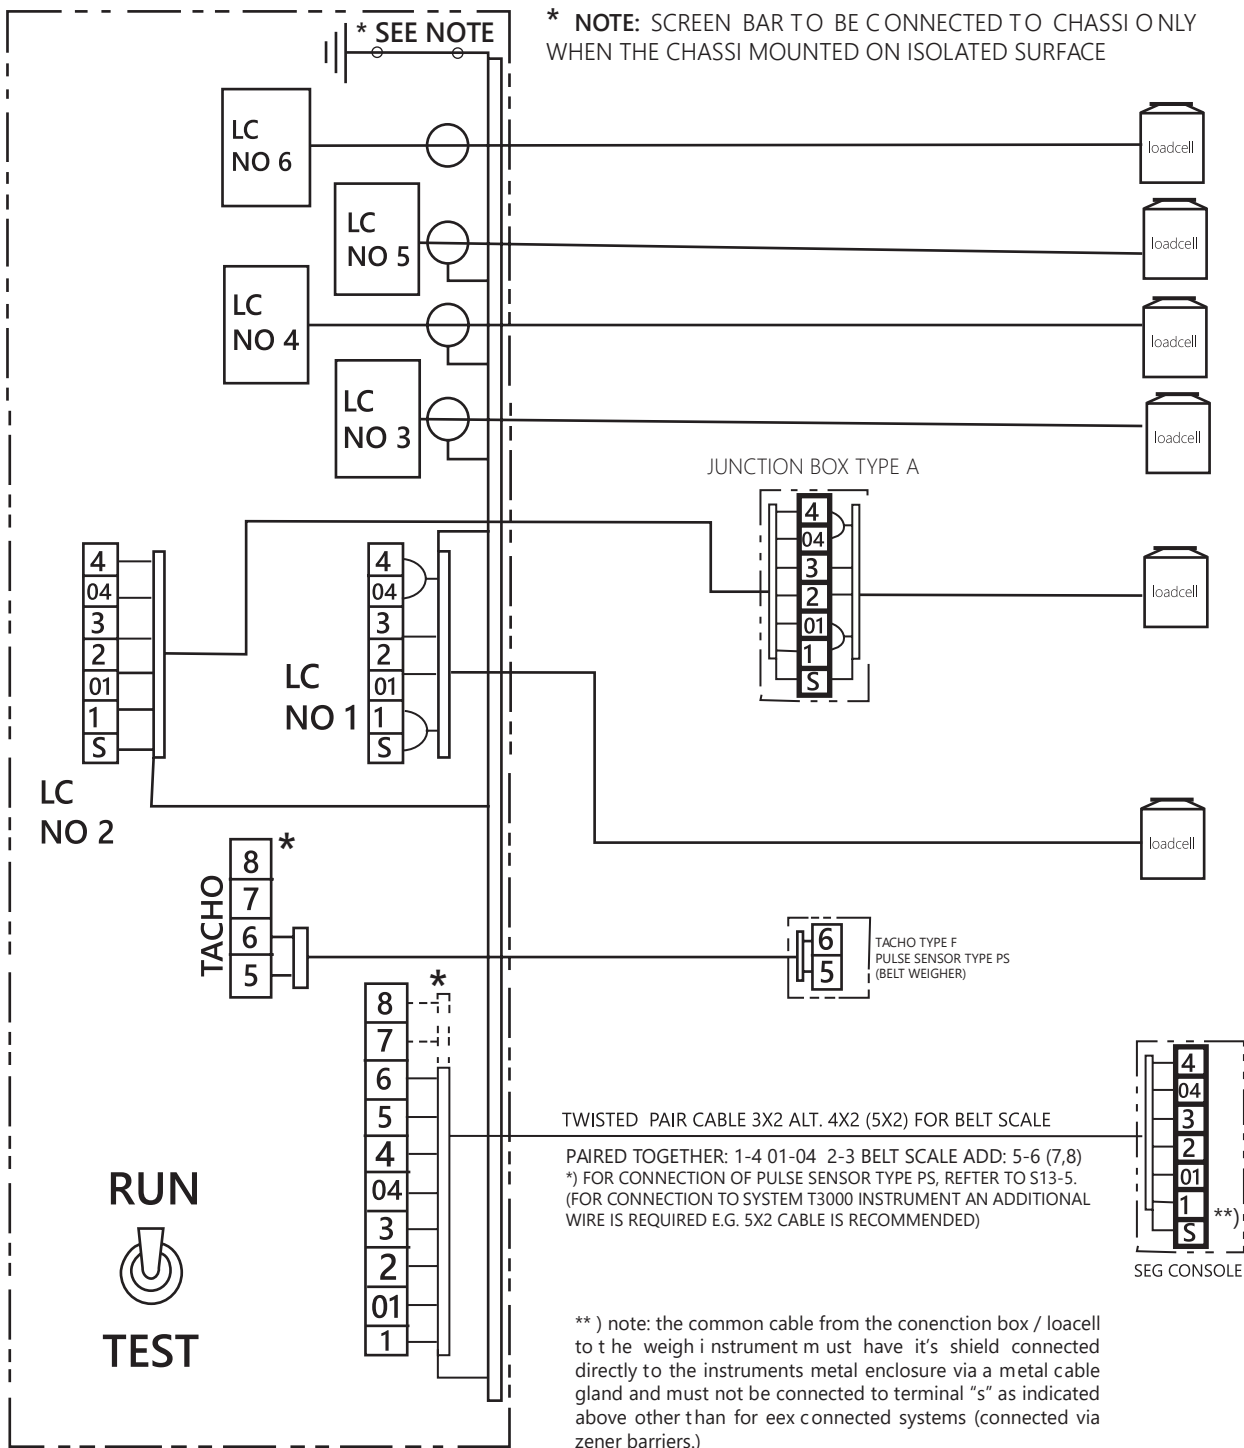 * SEE NOTE
* NOTE: SCREEN BAR TO BE CONNECTED TO CHASSI ONLY
WHEN THE CHASSI MOUNTED ON ISOLATED SURFACE
LC
NO 6
loadcell
LC
NO 5
loadcell
LC
NO 4
loadcell
LC
NO 3
loadcell
JUNCTION BOX TYPE A
4
04
3
2
01
1
S
loadcell
4
04
3
2
01
1
S
LC
NO 2
4
04
3
2
01
1
S
LC
NO 1
loadcell
TACHO
8
7
6
5
*
6
5
TACHO TYPE F
PULSE SENSOR TYPE PS
(BELT WEIGHER)
*
8
7
6
5
4
04
3
2
01
1
TWISTED PAIR CABLE 3X2 ALT. 4X2 (5X2) FOR BELT SCALE
PAIRED TOGETHER: 1-4 01-04 2-3 BELT SCALE ADD: 5-6 (7,8)
*) FOR CONNECTION OF PULSE SENSOR TYPE PS, REFTER TO S13-5.
(FOR CONNECTION TO SYSTEM T3000 INSTRUMENT AN ADDITIONAL
WIRE IS REQUIRED E.G. 5X2 CABLE IS RECOMMENDED)
4
04
3
2
01
1
S
**)
SEG CONSOLE
RUN
TEST
** ) note: the common cable from the conenction box / loacell
to t he weigh i nstrument m ust have it's shield connected
directly to the instruments metal enclosure via a metal cable
gland and must not be connected to terminal “s” as indicated
above other than for eex connected systems (connected via
zener barriers.)